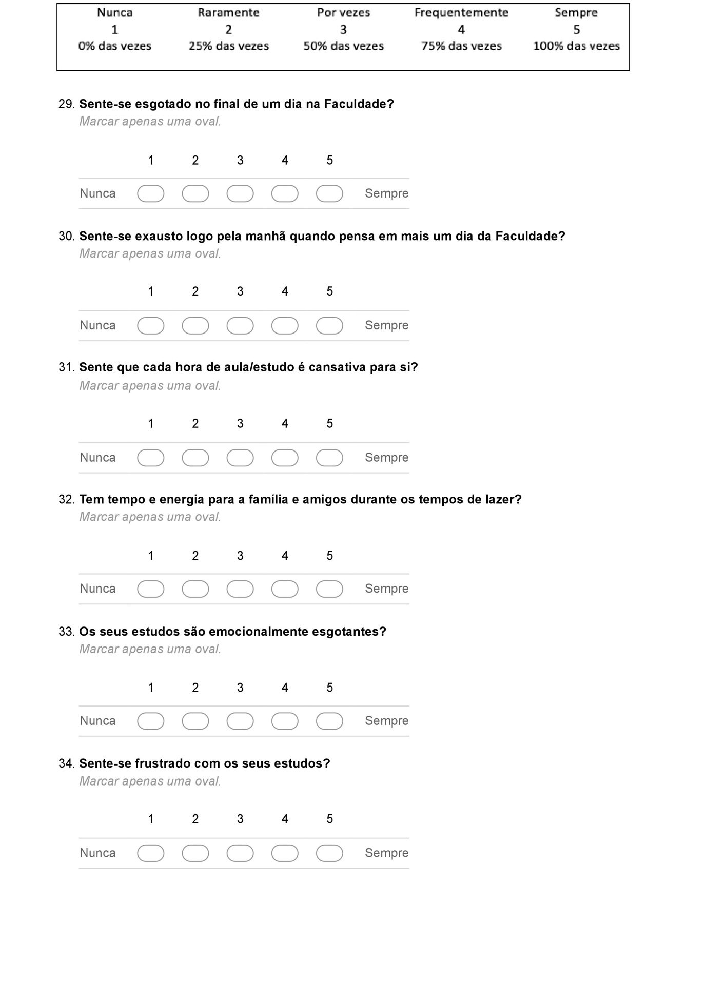 Nunca Raramente Por vezes Frequentemente Sempre
1 2 3 4 5
0% das vezes 25% das vezes 50% das vezes 75% das vezes 100% das vezes
29. Sente-se esgotado no final de um dia na Faculdade?
Marcar apenas uma oval.
1 2 3 4 5
Nunca Sempre
30. Sente-se exausto logo pela manhã quando pensa em mais um dia da Faculdade?
Marcar apenas uma oval.
1 2 3 4 5
Nunca Sempre
31. Sente que cada hora de aula/estudo é cansativa para si?
Marcar apenas uma oval.
1 2 3 4 5
Nunca Sempre
32. Tem tempo e energia para a família e amigos durante os tempos de lazer?
Marcar apenas uma oval.
1 2 3 4 5
Nunca Sempre
33. Os seus estudos são emocionalmente esgotantes?
Marcar apenas uma oval.
1 2 3 4 5
Nunca Sempre
34. Sente-se frustrado com os seus estudos?
Marcar apenas uma oval.
1 2 3 4 5
Nunca Sempre